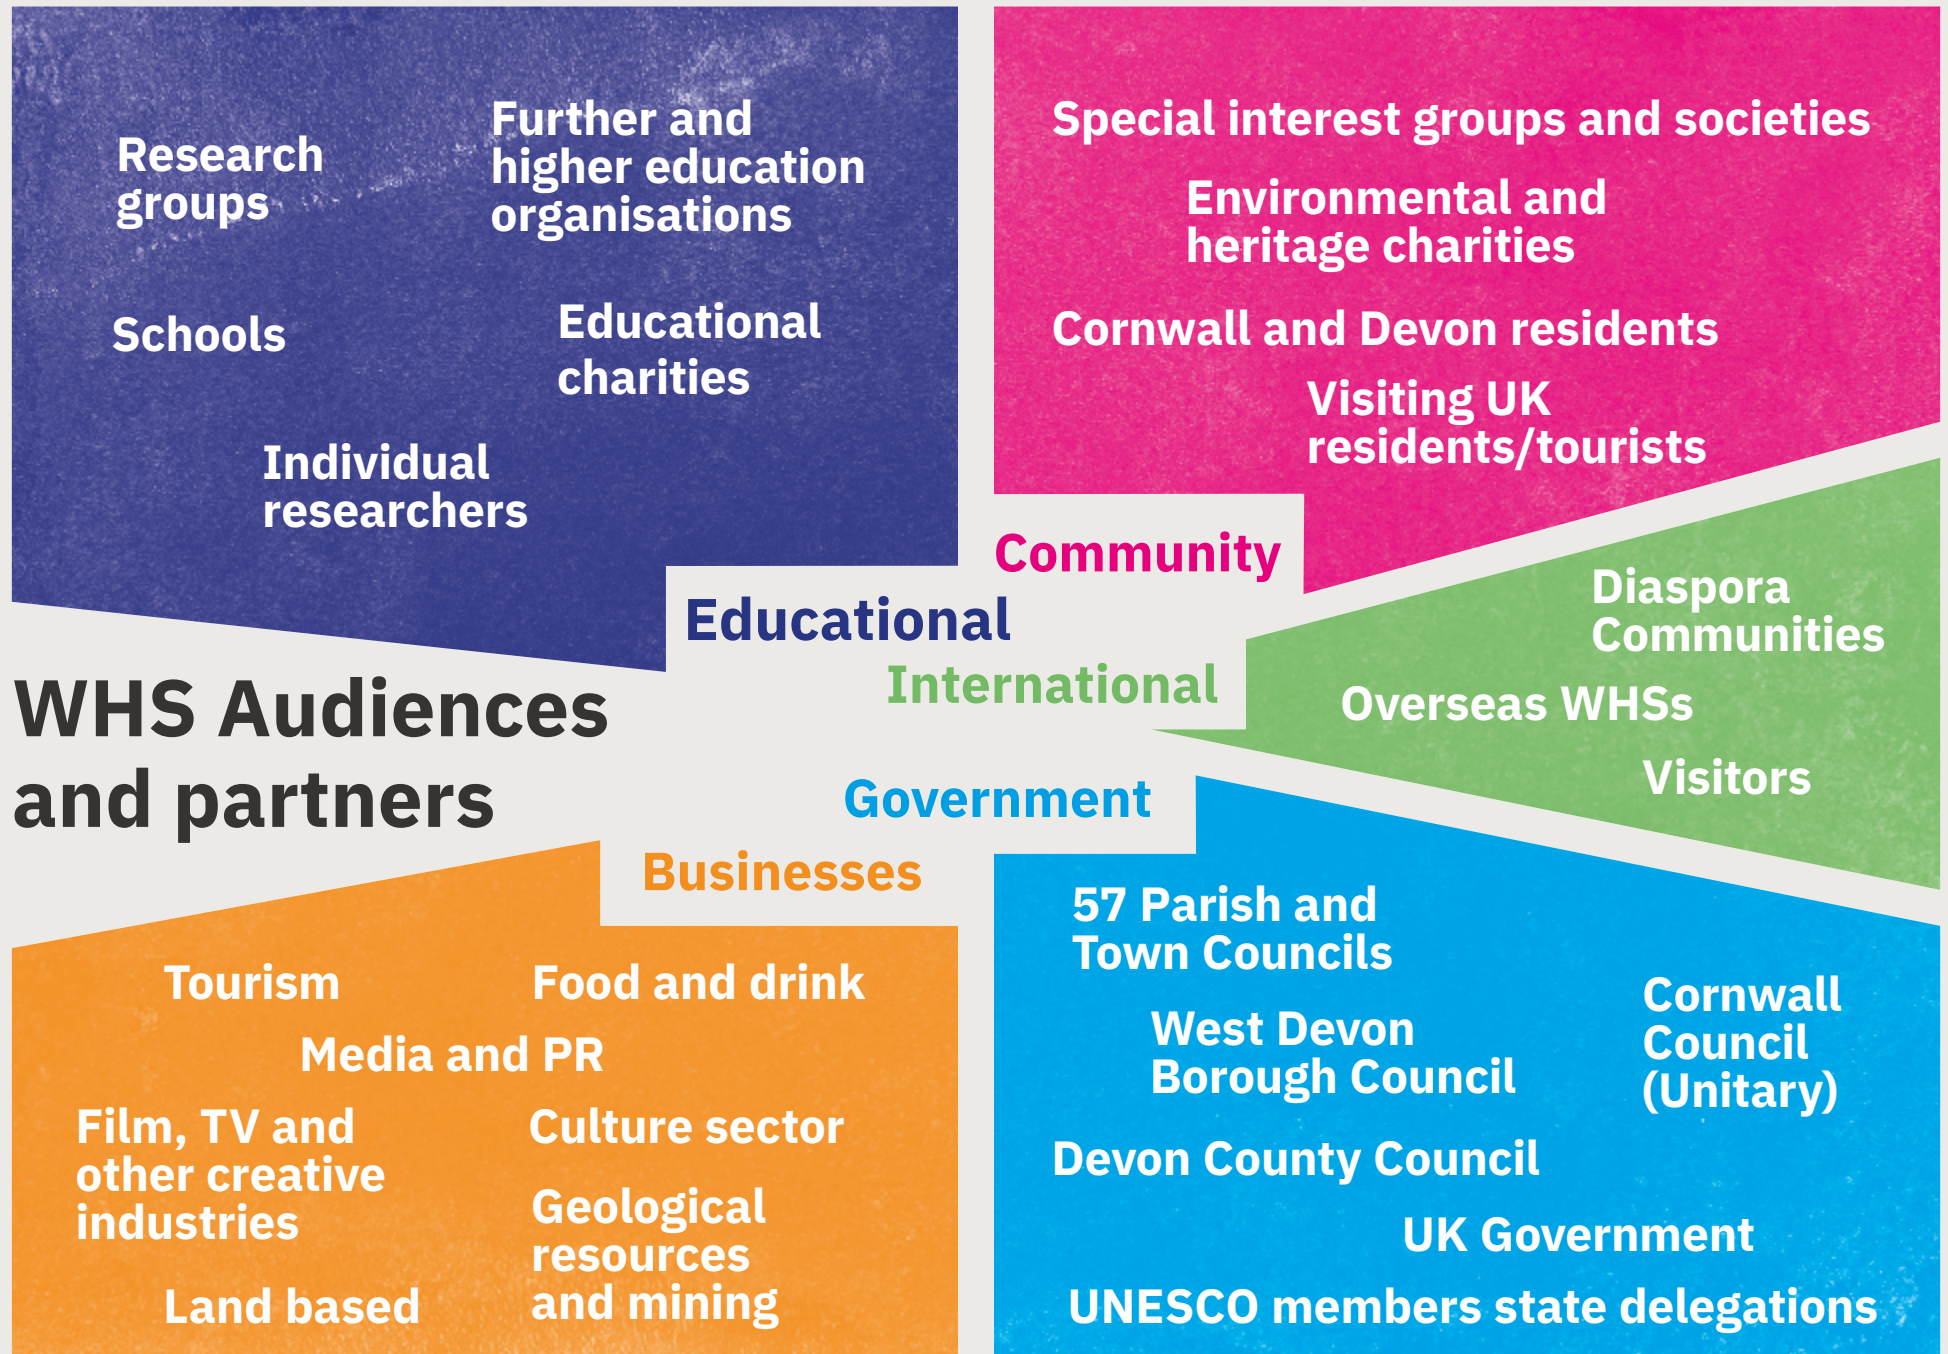 WHS Audiences
and partners
Educational
Research
groups
Further and
higher education
organisations
Schools
Educational
charities
Individual
researchers
Community
Special interest groups and societies
Environmental and
heritage charities
Cornwall and Devon residents
Visiting UK
residents/tourists
International
Diaspora
Communities
Overseas WHSs
Visitors
Government
57 Parish and
Town Councils
Cornwall
Council
(Unitary)
West Devon
Borough Council
Devon County Council
UK Government
UNESCO members state delegations
Businesses
Tourism
Food and drink
Media and PR
Film, TV and
other creative
industries
Culture sector
Geological
resources
and mining
Land based